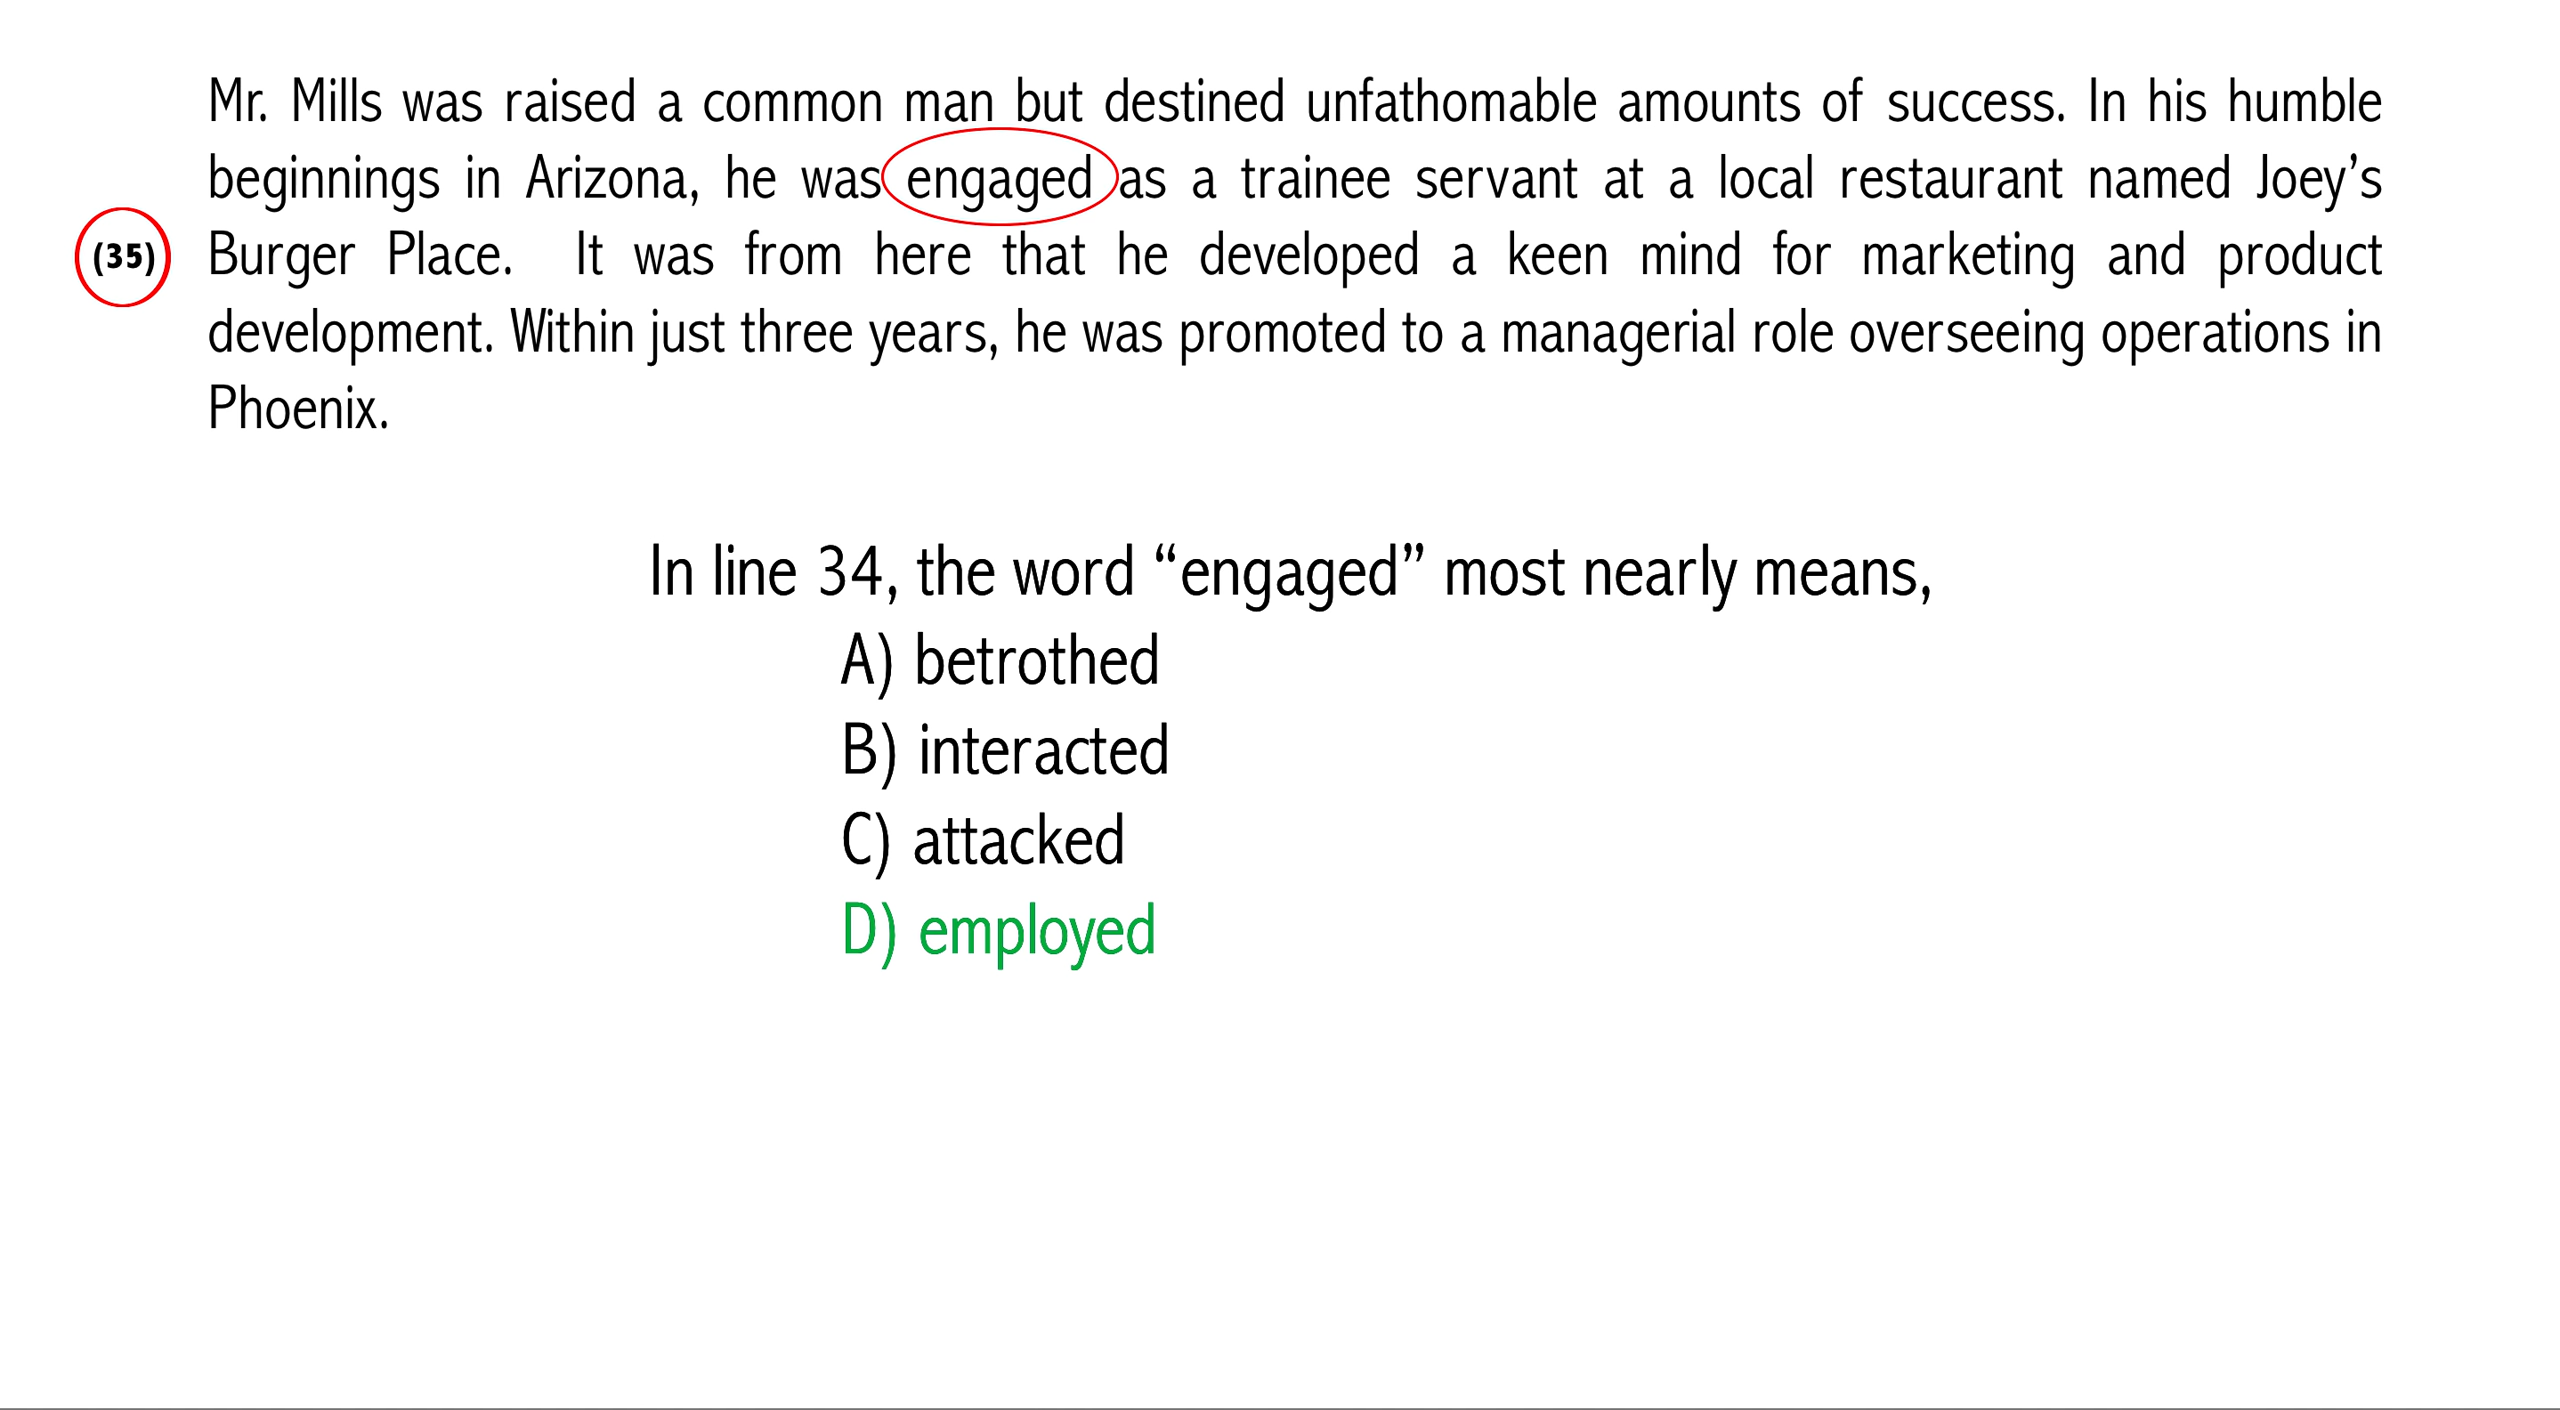 Mr. Mills was raised a common man but destined unfathomable amounts of success. In his humble
beginnings in Arizona, he was engaged as a trainee servant at a local restaurant named Joey’s
(35) Burger Place. It was from here that he developed a keen mind for marketing and product
development. Within just three years, he was promoted to a managerial role overseeing operations in
Phoenix.
In line 34, the word “engaged” most nearly means,
A) betrothed
B) interacted
C) attacked
D) employed